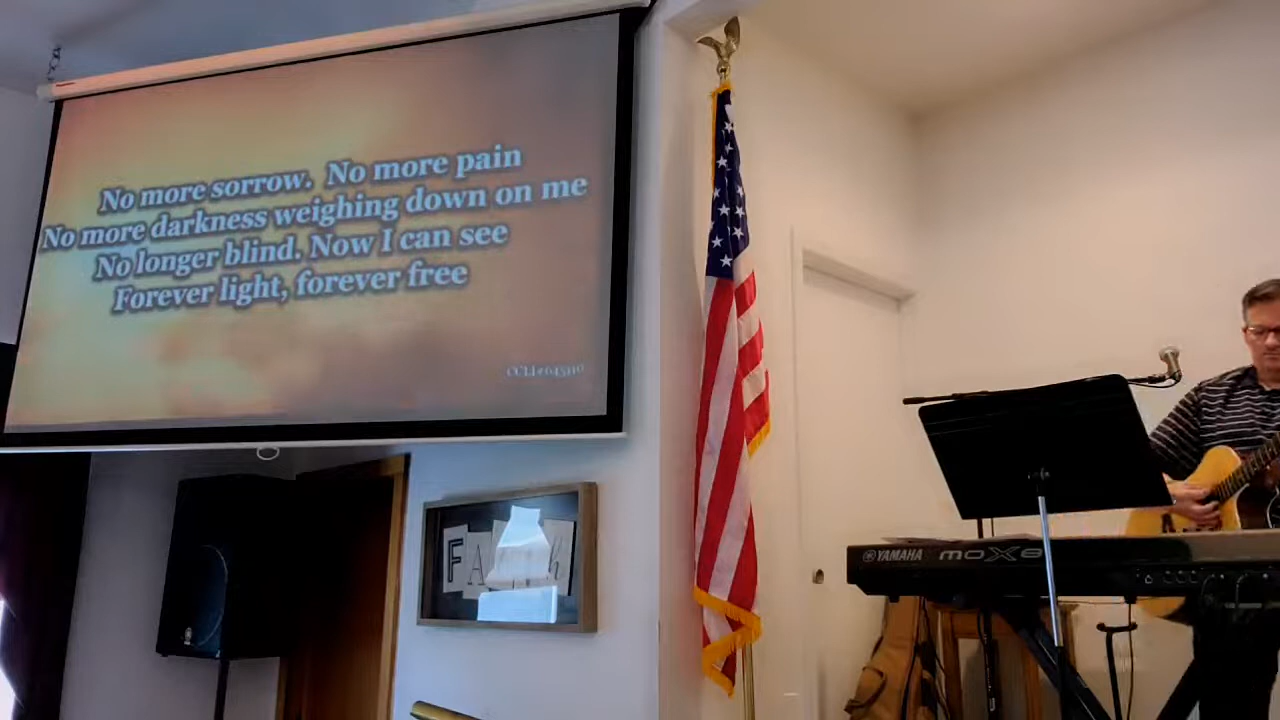 No more sorrow. No more pain
No more darkness weighing down on me
No longer blind. Now I can see
Forever light, forever free
CCLI#
YAMAHA MOX8